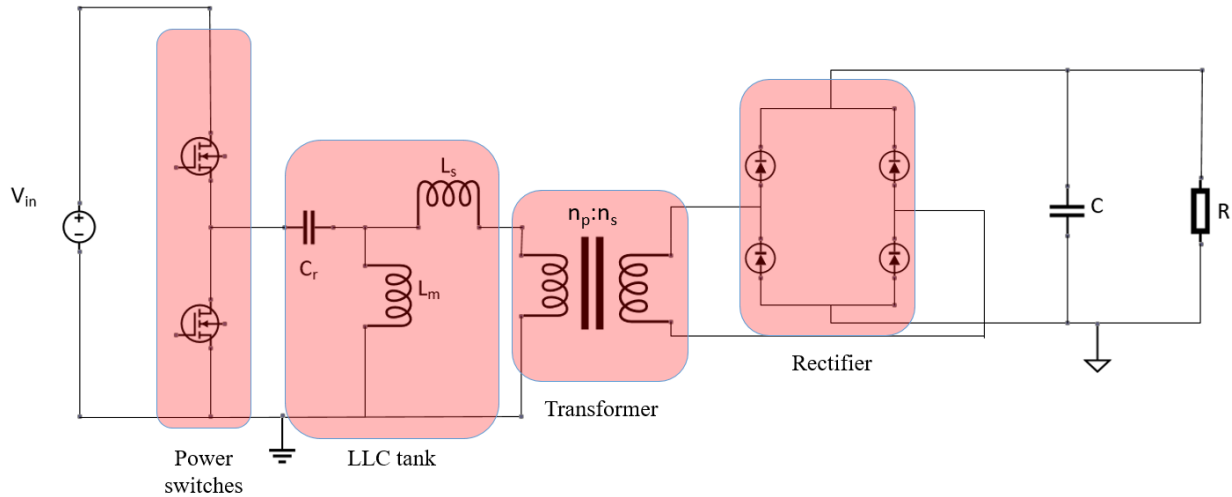 V_in
+
−
Power
switches
C_r
L_s
L_m
LLC tank
n_p:n_s
Transformer
Rectifier
C
R